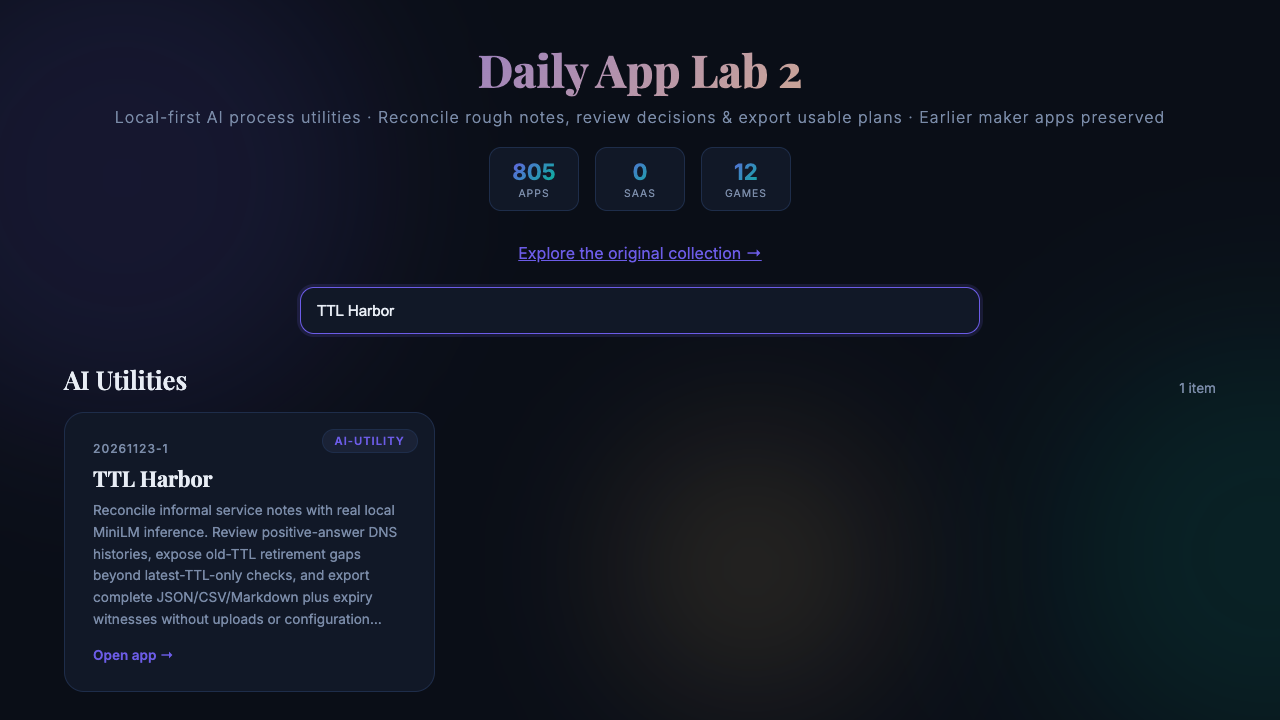 Daily App Lab 2
Local-first AI process utilities · Reconcile rough notes, review decisions & export usable plans · Earlier maker apps preserved
805
APPS
0
SAAS
12
GAMES
Explore the original collection →
TTL Harbor
AI Utilities
1 item
20261123-1
AI-UTILITY
TTL Harbor
Reconcile informal service notes with real local
MiniLM inference. Review positive-answer DNS
histories, expose old-TTL retirement gaps
beyond latest-TTL-only checks, and export
complete JSON/CSV/Markdown plus expiry
witnesses without uploads or configuration...
Open app →